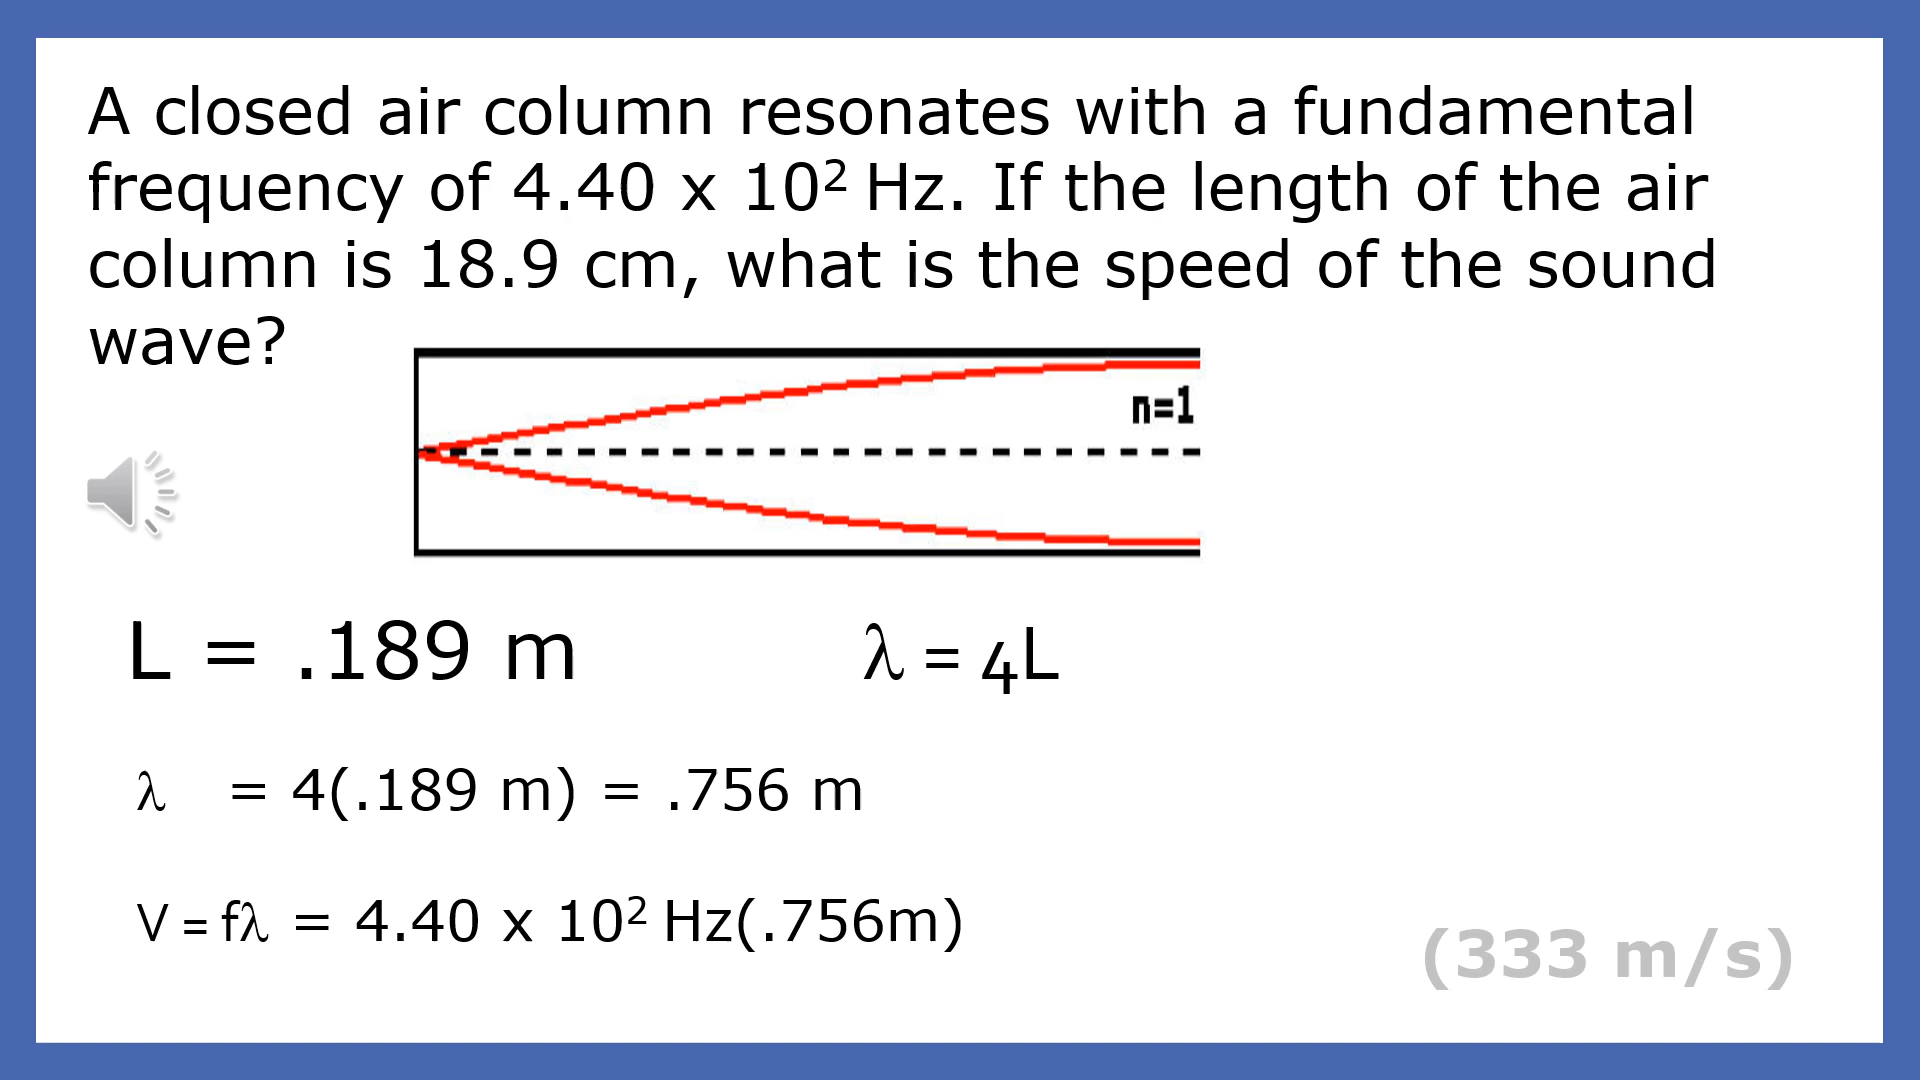 A closed air column resonates with a fundamental
frequency of 4.40 x 10² Hz. If the length of the air
column is 18.9 cm, what is the speed of the sound
wave?
n=1
L = .189 m λ = 4L
λ = 4(.189 m) = .756 m
V = fλ = 4.40 x 10² Hz(.756m)
(333 m/s)